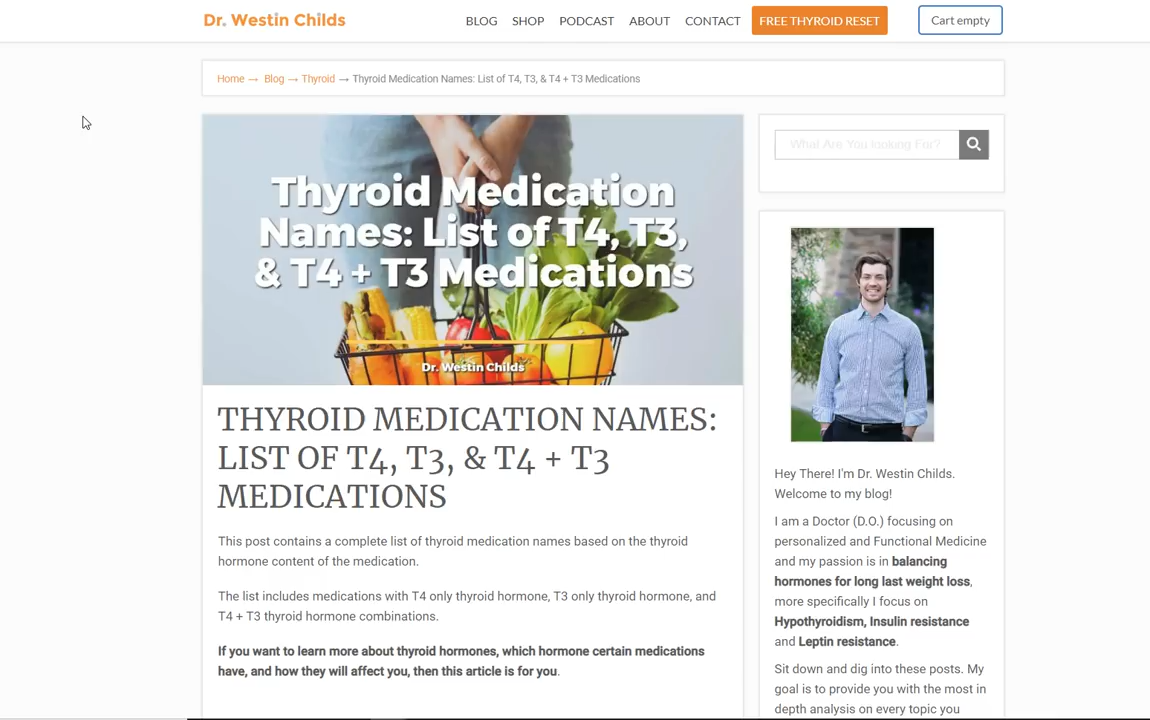 Dr. Westin Childs
BLOG SHOP PODCAST ABOUT CONTACT FREE THYROID RESET Cart empty
Home → Blog → Thyroid → Thyroid Medication Names: List of T4, T3, & T4 + T3 Medications
Thyroid Medication
Names: List of T4, T3,
& T4 + T3 Medications
Dr. Westin Childs
THYROID MEDICATION NAMES:
LIST OF T4, T3, & T4 + T3
MEDICATIONS
This post contains a complete list of thyroid medication names based on the thyroid
hormone content of the medication.
The list includes medications with T4 only thyroid hormone, T3 only thyroid hormone, and
T4 + T3 thyroid hormone combinations.
If you want to learn more about thyroid hormones, which hormone certain medications
have, and how they will affect you, then this article is for you.
What Are You looking For?
Hey There! I'm Dr. Westin Childs.
Welcome to my blog!
I am a Doctor (D.O.) focusing on
personalized and Functional Medicine
and my passion is in balancing
hormones for long last weight loss,
more specifically I focus on
Hypothyroidism, Insulin resistance
and Leptin resistance.
Sit down and dig into these posts. My
goal is to provide you with the most in
depth analysis on every topic you